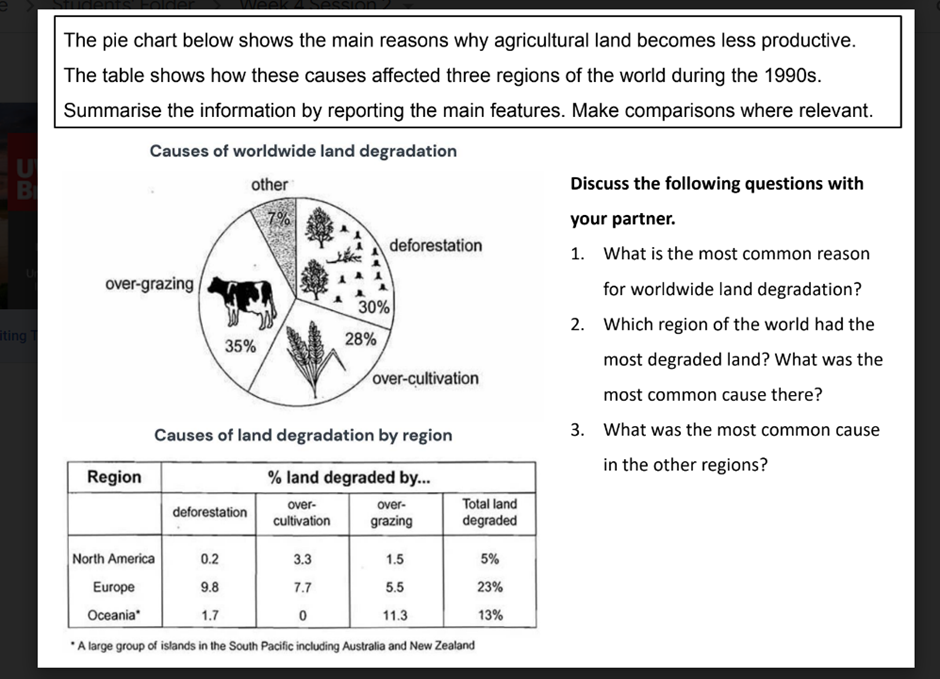 Students' Folder > Week 4 Session 2
The pie chart below shows the main reasons why agricultural land becomes less productive.
The table shows how these causes affected three regions of the world during the 1990s.
Summarise the information by reporting the main features. Make comparisons where relevant.
Causes of worldwide land degradation
other
7%
deforestation
over-grazing
30%
35%
28%
over-cultivation
Causes of land degradation by region
Region % land degraded by...
deforestation over-cultivation over-grazing Total land degraded
North America 0.2 3.3 1.5 5%
Europe 9.8 7.7 5.5 23%
Oceania* 1.7 0 11.3 13%
* A large group of islands in the South Pacific including Australia and New Zealand
Discuss the following questions with
your partner.
1. What is the most common reason
for worldwide land degradation?
2. Which region of the world had the
most degraded land? What was the
most common cause there?
3. What was the most common cause
in the other regions?